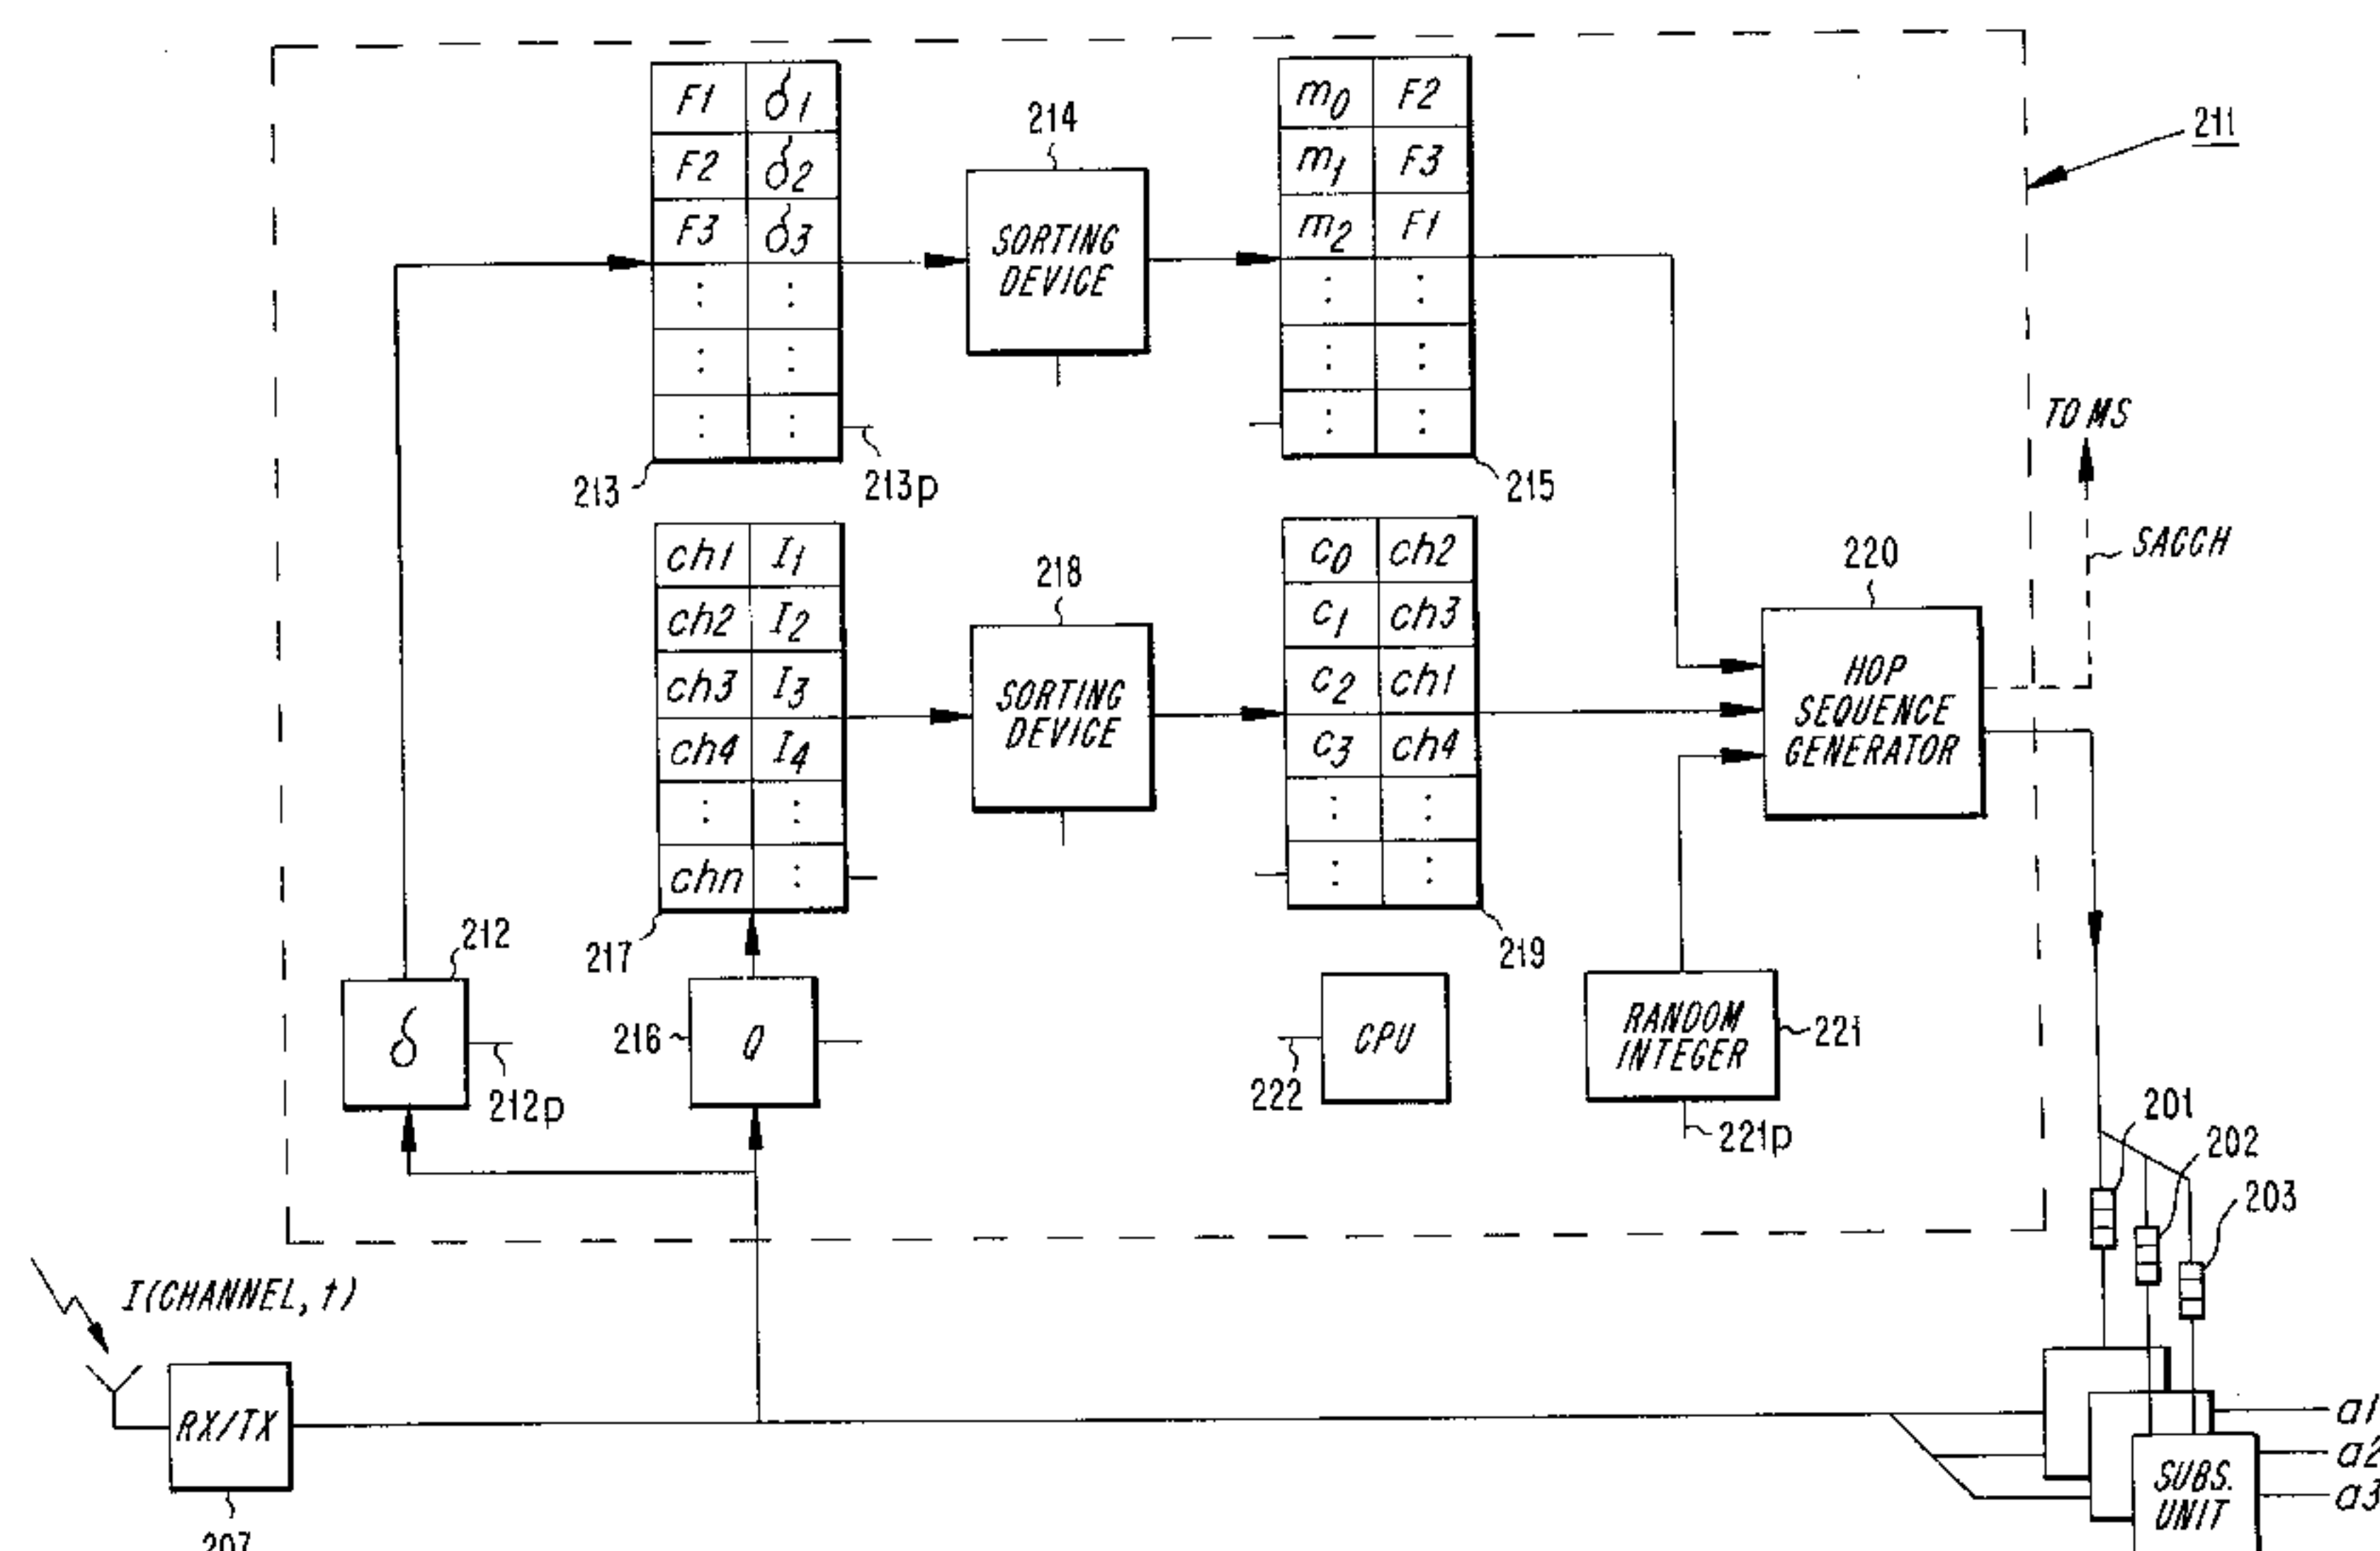 F1 δ1
F2 δ2
F3 δ3
: :
: :
: :
213
213p
214
SORTING
DEVICE
m0 F2
m1 F3
m2 F1
: :
: :
: :
215
211
TO MS
SACCH
ch1 I1
ch2 I2
ch3 I3
ch4 I4
: :
chn :
217
218
SORTING
DEVICE
c0 ch2
c1 ch3
c2 ch1
c3 ch4
: :
: :
219
220
HOP
SEQUENCE
GENERATOR
212
δ
212p
216
Q
222
CPU
RANDOM
INTEGER
221
221p
201
202
203
I(CHANNEL, t)
RX/TX
207
SUBS.
UNIT
a1
a2
a3